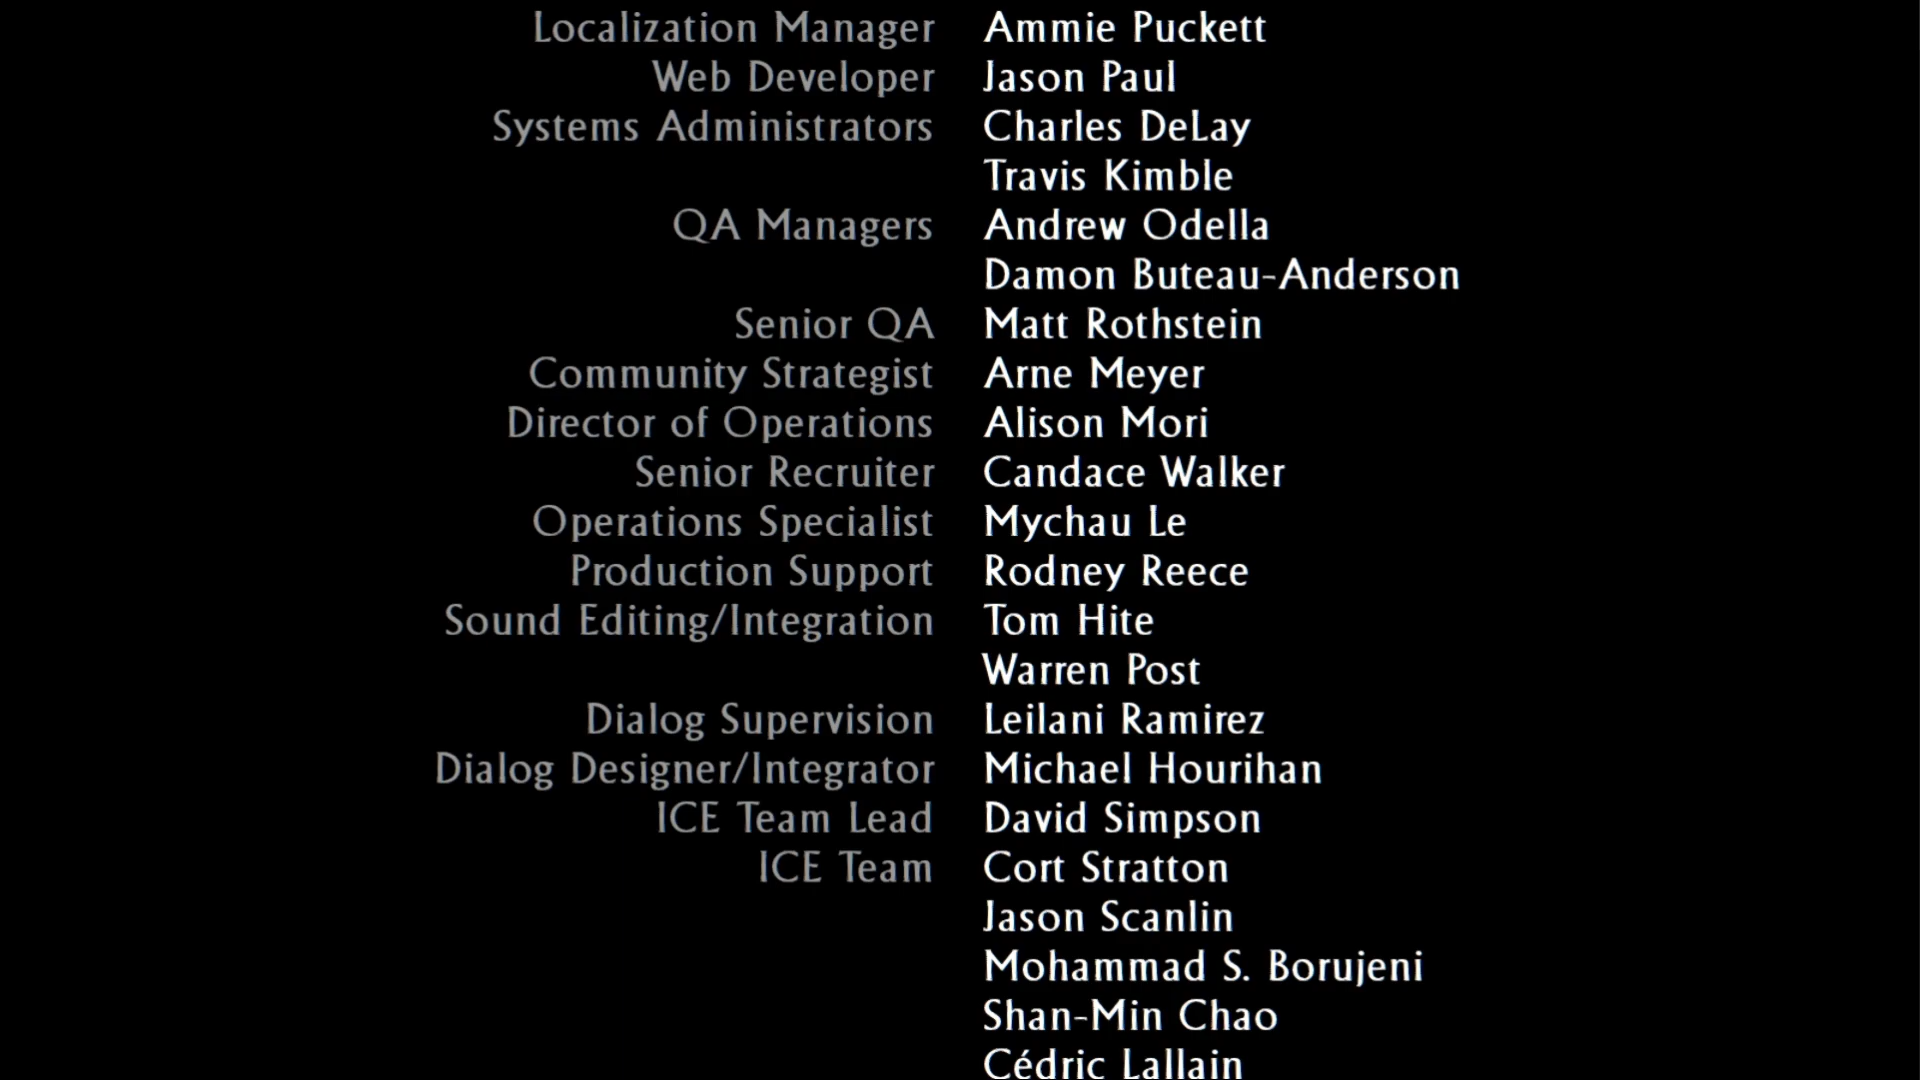 Localization Manager Ammie Puckett
Web Developer Jason Paul
Systems Administrators Charles DeLay
Travis Kimble
QA Managers Andrew Odella
Damon Buteau-Anderson
Senior QA Matt Rothstein
Community Strategist Arne Meyer
Director of Operations Alison Mori
Senior Recruiter Candace Walker
Operations Specialist Mychau Le
Production Support Rodney Reece
Sound Editing/Integration Tom Hite
Warren Post
Dialog Supervision Leilani Ramirez
Dialog Designer/Integrator Michael Hourihan
ICE Team Lead David Simpson
ICE Team Cort Stratton
Jason Scanlin
Mohammad S. Borujeni
Shan-Min Chao
Cédric Lallain